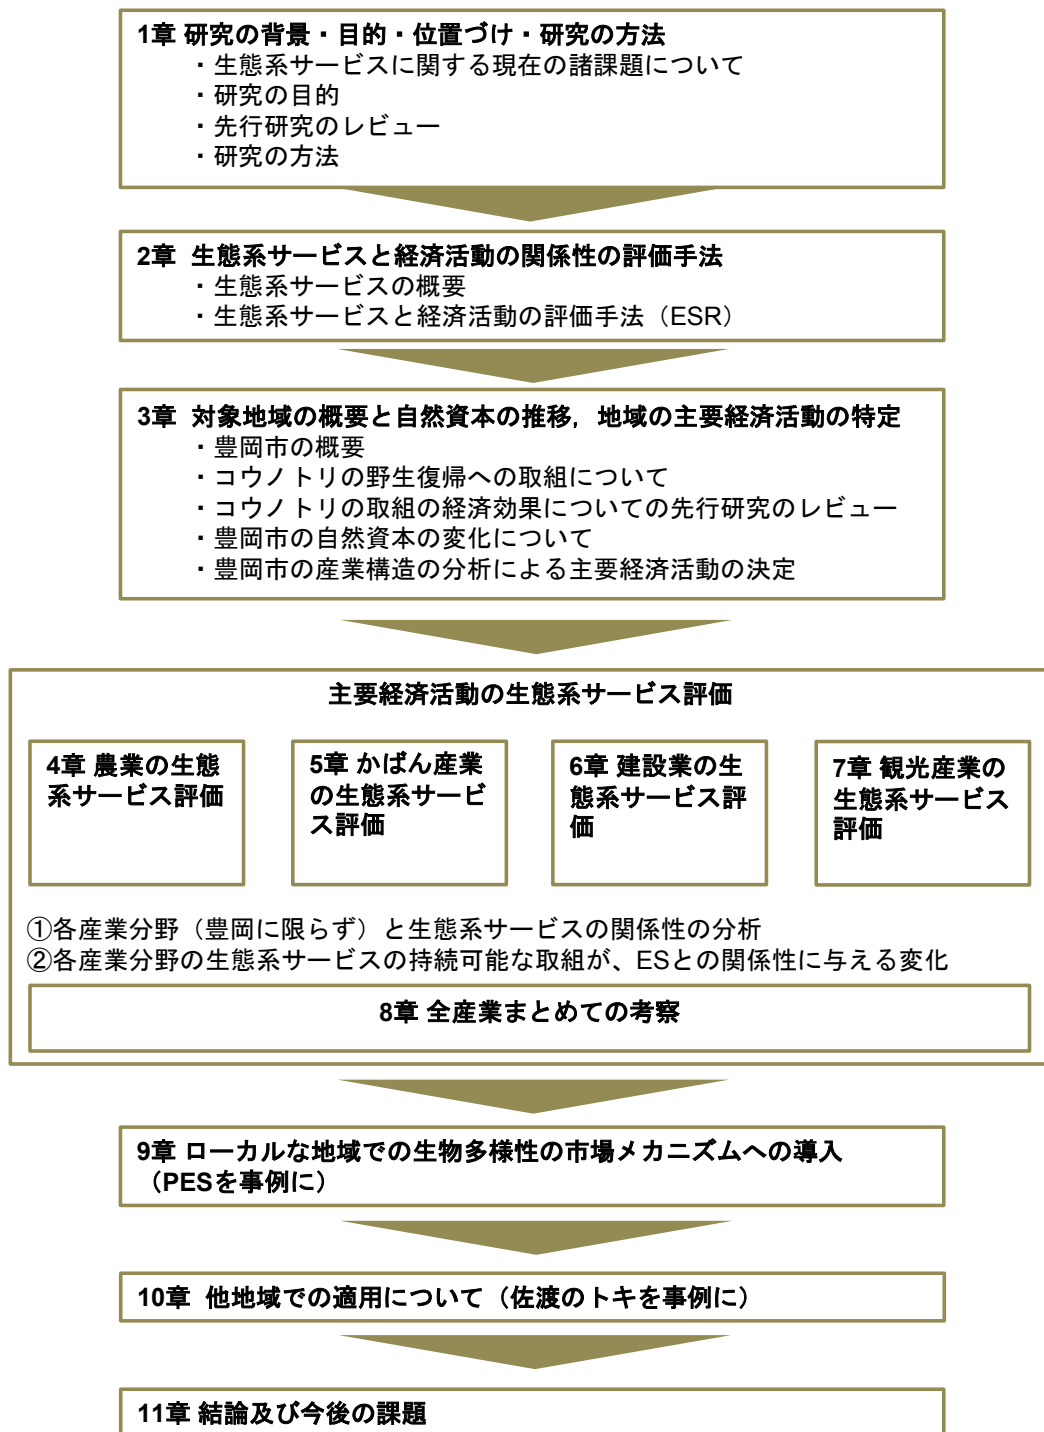 1章 研究の背景・目的・位置づけ・研究の方法
・生態系サービスに関する現在の諸課題について
・研究の目的
・先行研究のレビュー
・研究の方法
2章 生態系サービスと経済活動の関係性の評価手法
・生態系サービスの概要
・生態系サービスと経済活動の評価手法（ESR）
3章 対象地域の概要と自然資本の推移，地域の主要経済活動の特定
・豊岡市の概要
・コウノトリの野生復帰への取組について
・コウノトリの取組の経済効果についての先行研究のレビュー
・豊岡市の自然資本の変化について
・豊岡市の産業構造の分析による主要経済活動の決定
主要経済活動の生態系サービス評価
4章 農業の生態
系サービス評価
5章 かばん産業
の生態系サービ
ス評価
6章 建設業の生
態系サービス評
価
7章 観光産業の
生態系サービス
評価
①各産業分野（豊岡に限らず）と生態系サービスの関係性の分析
②各産業分野の生態系サービスの持続可能な取組が、ESとの関係性に与える変化
8章 全産業まとめての考察
9章 ローカルな地域での生物多様性の市場メカニズムへの導入
（PESを事例に）
10章 他地域での適用について（佐渡のトキを事例に）
11章 結論及び今後の課題